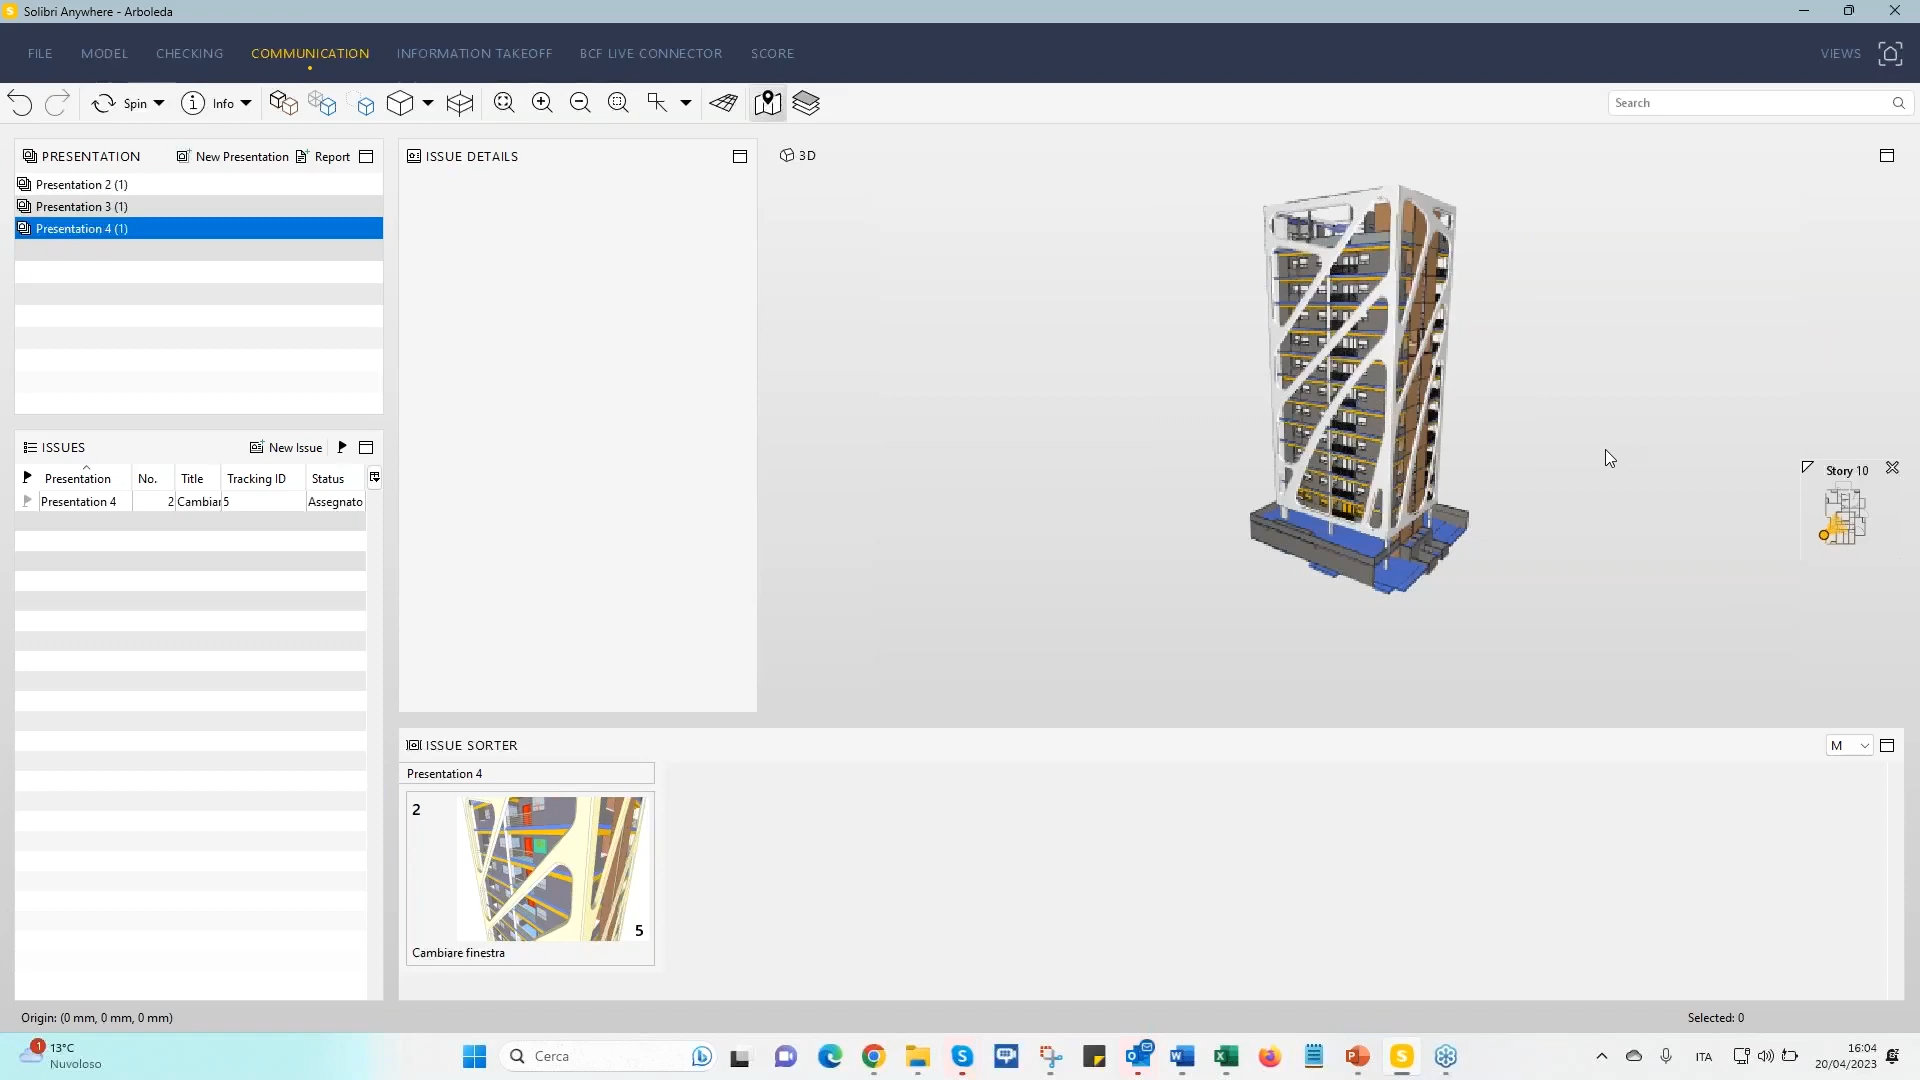 Solibri Anywhere - Arboleda
FILE MODEL CHECKING COMMUNICATION INFORMATION TAKEOFF BCF LIVE CONNECTOR SCORE VIEWS
Spin Info Search
PRESENTATION New Presentation Report
Presentation 2 (1)
Presentation 3 (1)
Presentation 4 (1)
ISSUES New Issue
Presentation No. Title Tracking ID Status
Presentation 4 2 Cambiar 5 Assegnato
ISSUE DETAILS
3D
Story 10
ISSUE SORTER M
Presentation 4
2
5
Cambiare finestra
Origin: (0 mm, 0 mm, 0 mm) Selected: 0
1 13°C
Nuvoloso
Cerca
ITA
16:04
20/04/2023